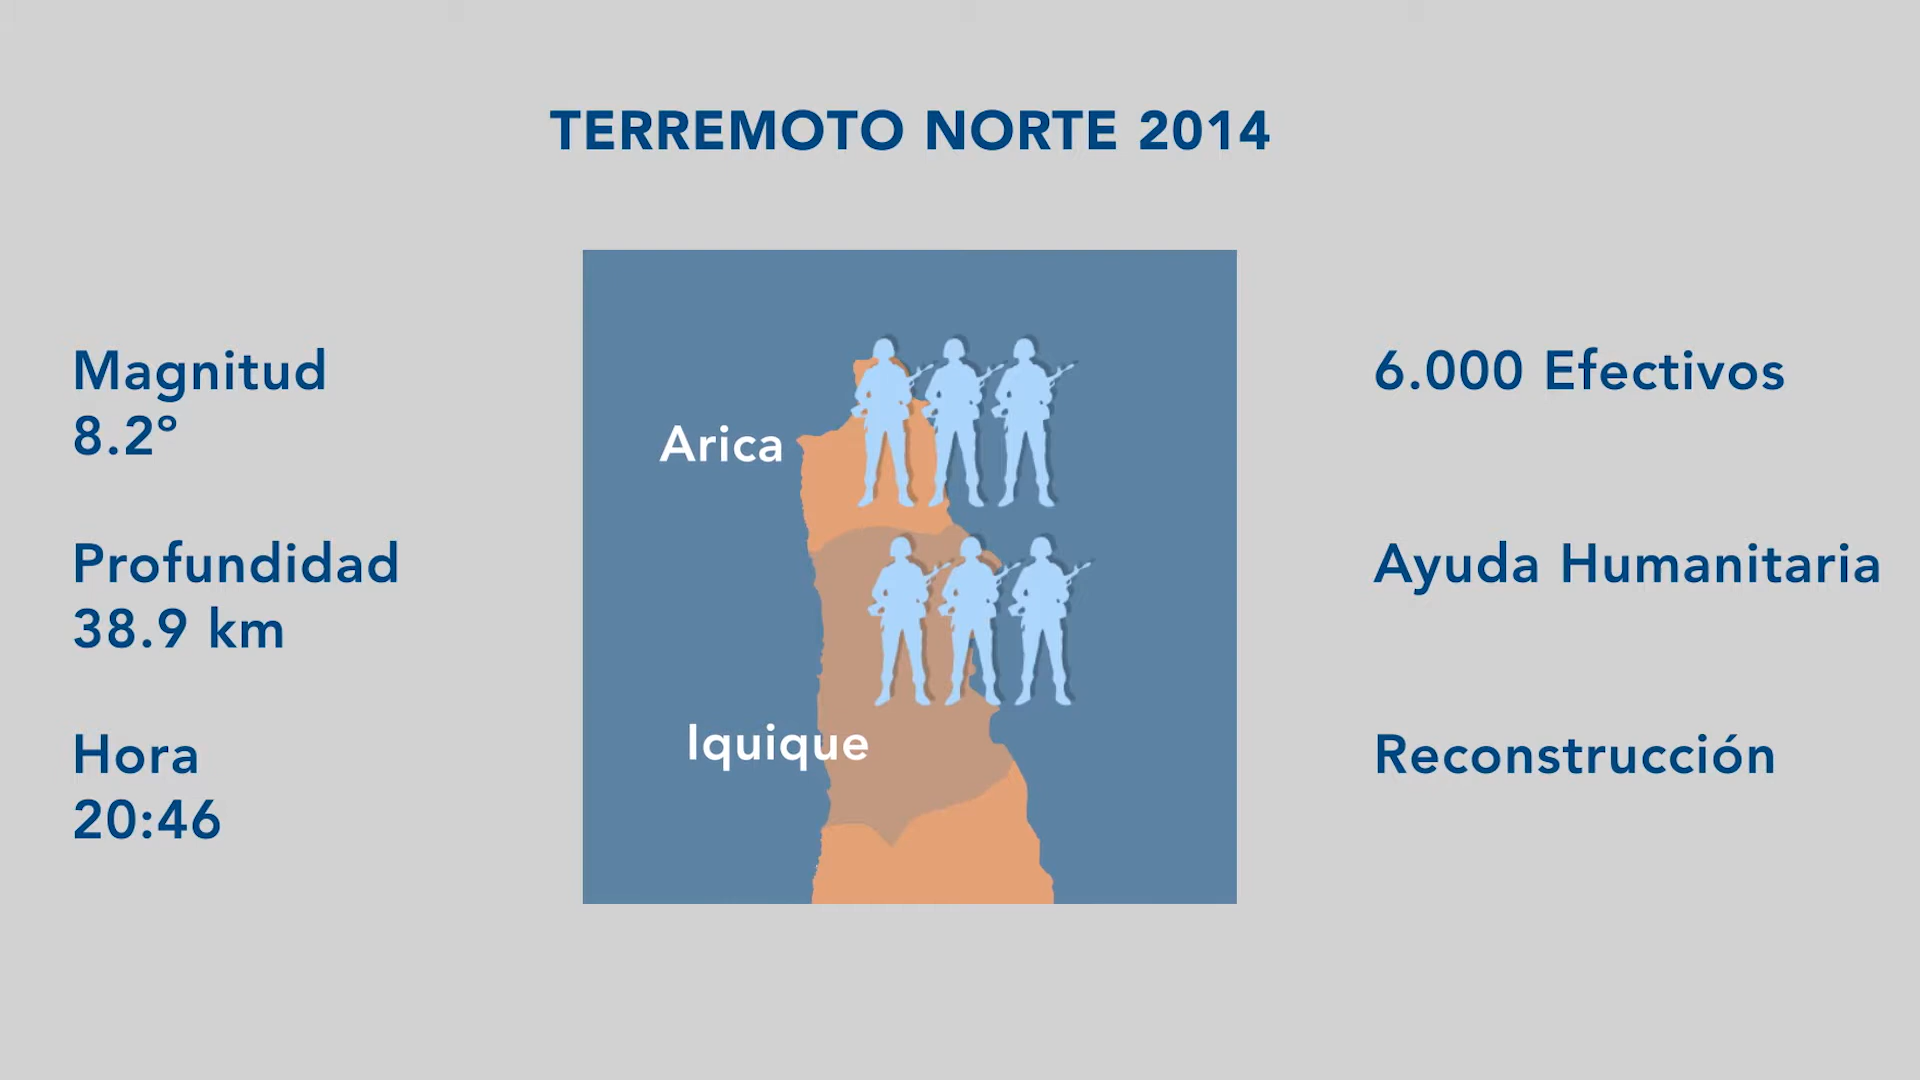 TERREMOTO NORTE 2014
Magnitud
8.2º
Profundidad
38.9 km
Hora
20:46
Arica
Iquique
6.000 Efectivos
Ayuda Humanitaria
Reconstrucción